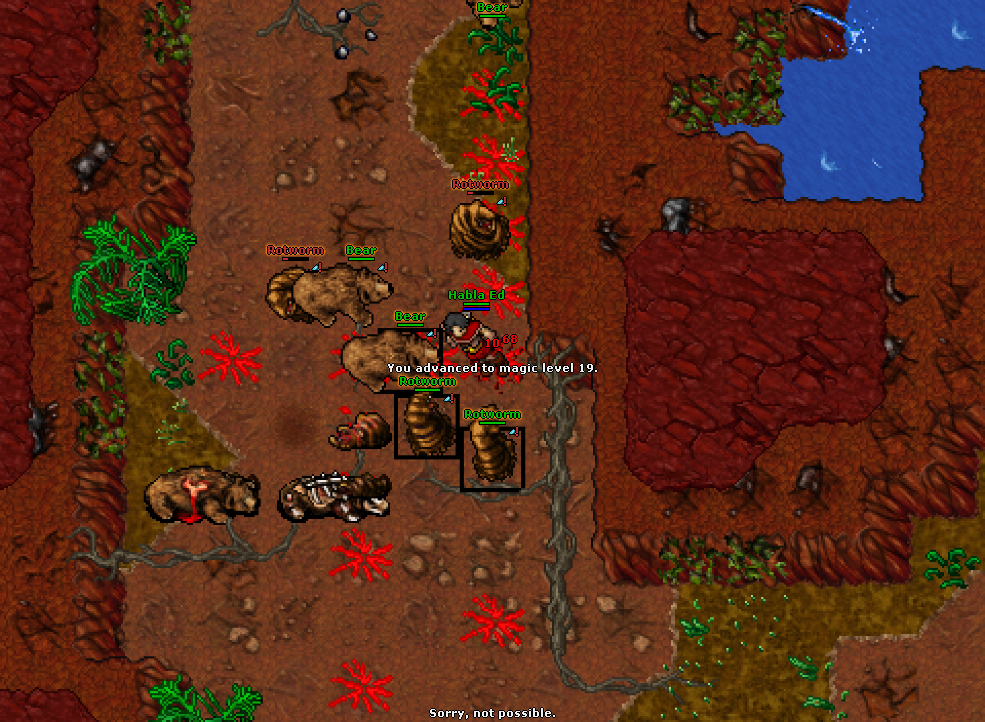 Bear
Rotworm
Rotworm
Bear
Habla Ed
Bear
You advanced to magic level 19.
Rotworm
Rotworm
Sorry, not possible.